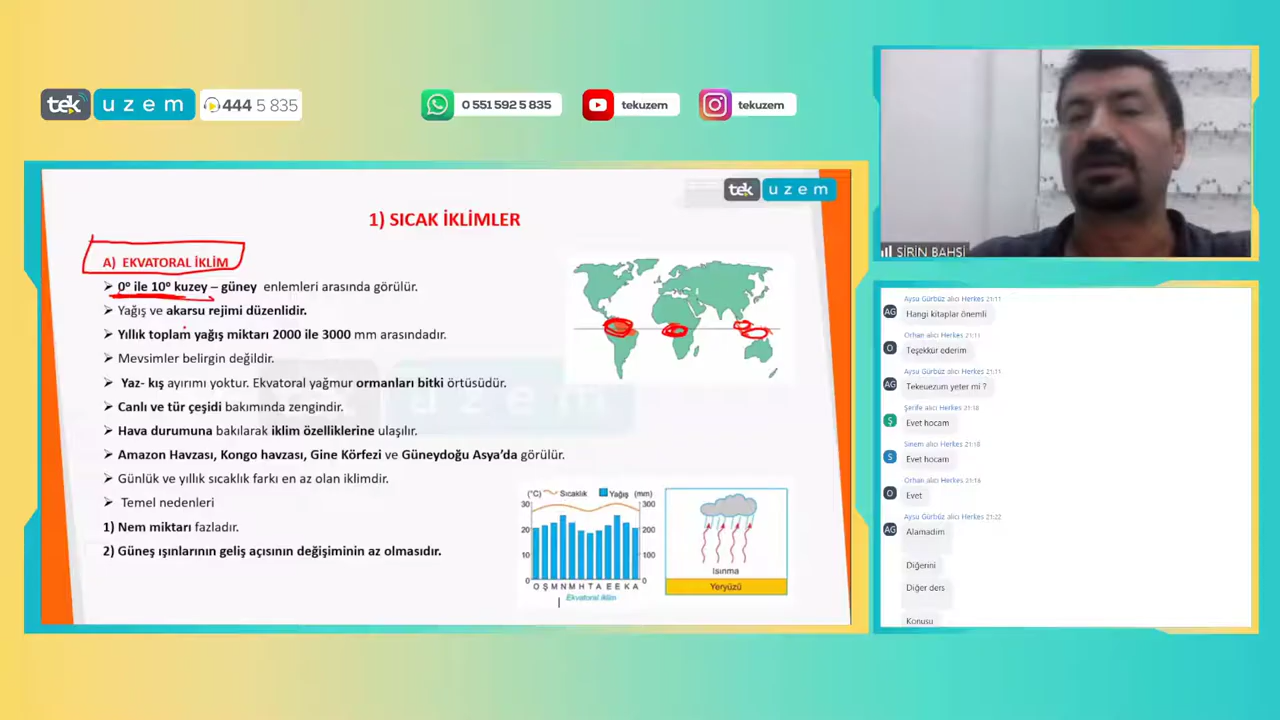 tek uzem 444 5 835
0 551 592 5 835
tekuzem
tekuzem
tek uzem
1) SICAK İKLİMLER
A) EKVATORAL İKLİM
➢ 0° ile 10° kuzey – güney enlemleri arasında görülür.
➢ Yağış ve akarsu rejimi düzenlidir.
➢ Yıllık toplam yağış miktarı 2000 ile 3000 mm arasındadır.
➢ Mevsimler belirgin değildir.
➢ Yaz- kış ayırımı yoktur. Ekvatoral yağmur ormanları bitki örtüsüdür.
➢ Canlı ve tür çeşidi bakımında zengindir.
➢ Hava durumuna bakılarak iklim özelliklerine ulaşılır.
➢ Amazon Havzası, Kongo havzası, Gine Körfezi ve Güneydoğu Asya’da görülür.
➢ Günlük ve yıllık sıcaklık farkı en az olan iklimdir.
➢ Temel nedenleri
1) Nem miktarı fazladır.
2) Güneş ışınlarının geliş açısının değişiminin az olmasıdır.
(°C) Sıcaklık Yağış (mm)
30 300
20 200
10 100
0 0
O Ş M N M H T A E E K A
Ekvatoral iklim
Isınma
Yeryüzü
ŞİRİN BAHŞİ
Aysu Gürbüz alıcı Herkes 21:11
AG Hangi kitaplar önemli
Orhan alıcı Herkes 21:11
O Teşekkür ederim
Aysu Gürbüz alıcı Herkes 21:11
AG Tekeuezum yeter mi ?
Şerife alıcı Herkes 21:18
Ş Evet hocam
Sinem alıcı Herkes 21:18
S Evet hocam
Orhan alıcı Herkes 21:18
O Evet
Aysu Gürbüz alıcı Herkes 21:22
AG Alamadim
Diğerini
Diğer ders
Konusu